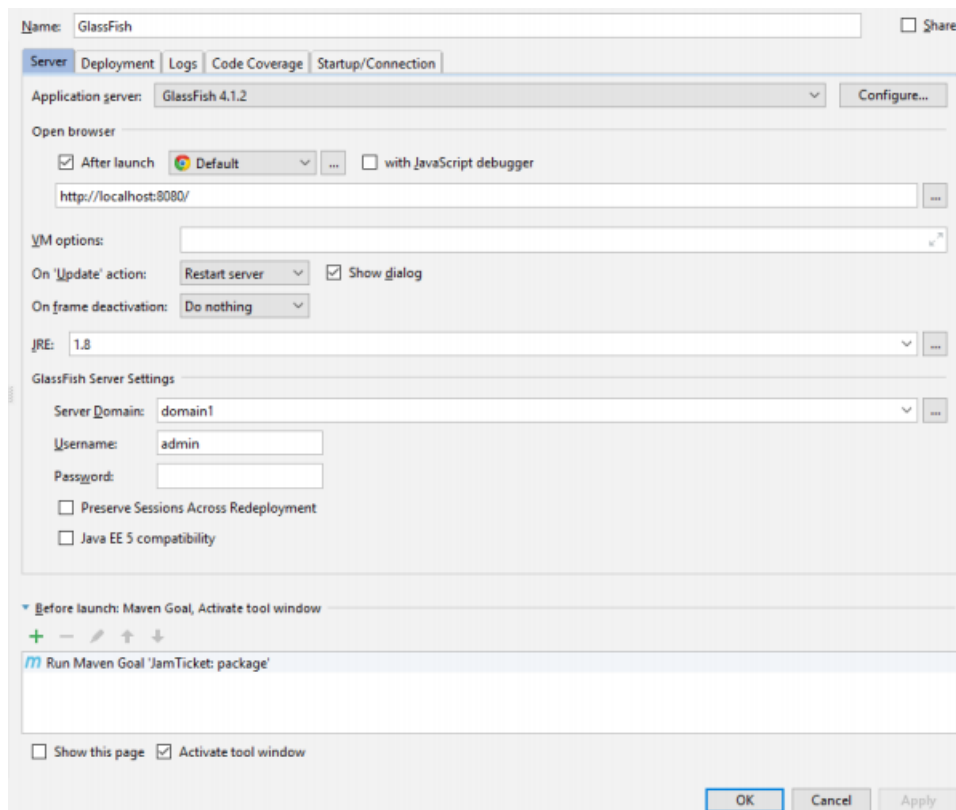 Name: GlassFish Share
Server Deployment Logs Code Coverage Startup/Connection
Application server: GlassFish 4.1.2 Configure...
Open browser
After launch Default ... with JavaScript debugger
http://localhost:8080/ ...
VM options:
On 'Update' action: Restart server Show dialog
On frame deactivation: Do nothing
JRE: 1.8 ...
GlassFish Server Settings
Server Domain: domain1 ...
Username: admin
Password:
Preserve Sessions Across Redeployment
Java EE 5 compatibility
Before launch: Maven Goal, Activate tool window
Run Maven Goal 'JamTicket: package'
Show this page Activate tool window
OK Cancel Apply